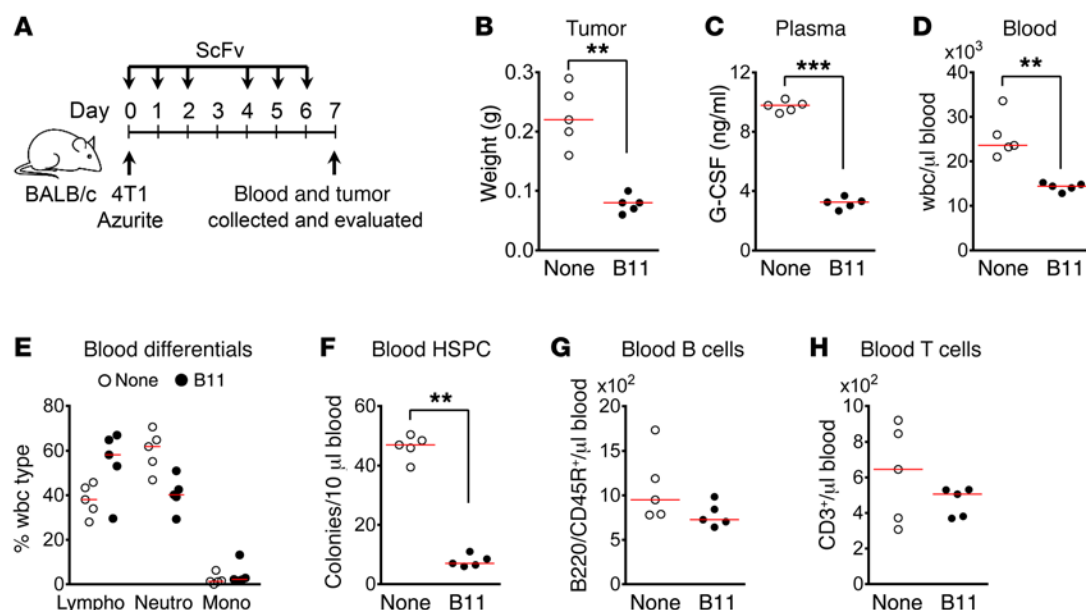 A
ScFv
Day 0 1 2 3 4 5 6 7
BALB/c 4T1
Azurite
Blood and tumor
collected and evaluated
B Tumor
**
Weight (g)
0.3
0.2
0.1
0.0
None B11
C Plasma
***
G-CSF (ng/ml)
12
8
4
0
None B11
D Blood
x10³
**
wbc/µl blood
40
30
20
10
0
None B11
E Blood differentials
None B11
% wbc type
80
60
40
20
0
Lympho Neutro Mono
F Blood HSPC
**
Colonies/10 µl blood
60
40
20
0
None B11
G Blood B cells
x10²
B220/CD45R⁺/µl blood
200
150
100
50
0
None B11
H Blood T cells
x10²
CD3⁺/µl blood
10
8
6
4
2
0
None B11